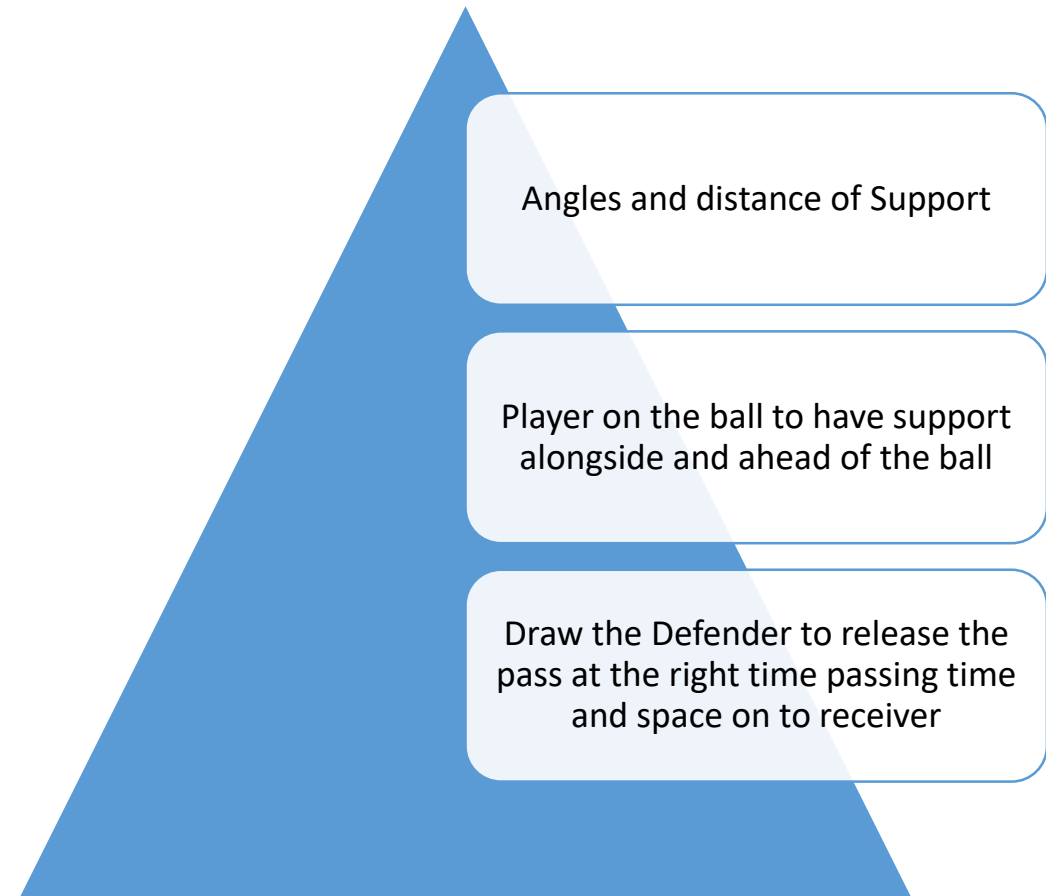 Angles and distance of Support
Player on the ball to have support
alongside and ahead of the ball
Draw the Defender to release the
pass at the right time passing time
and space on to receiver